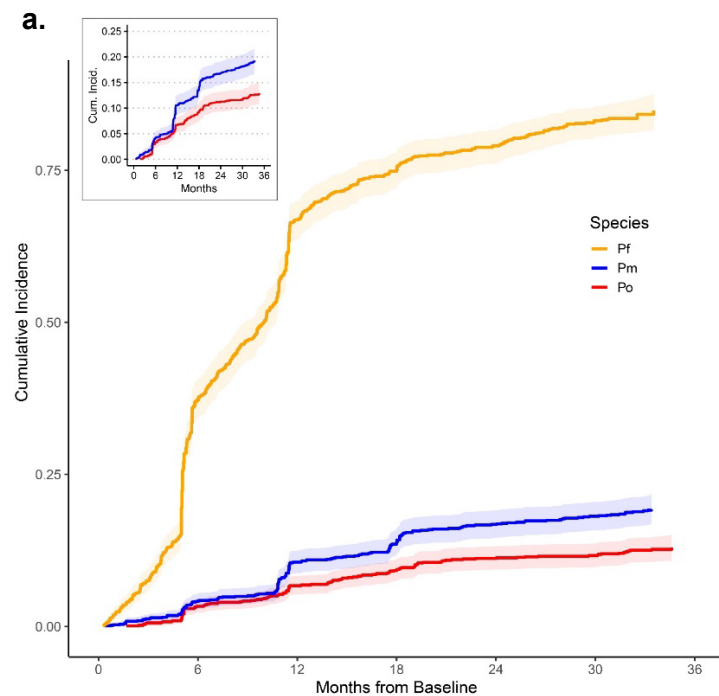 a.
0.25
0.20
0.15
0.10
0.05
0.00
Cum. Incid.
0 6 12 18 24 30 36
Months
0.75
0.50
0.25
0.00
Cumulative Incidence
Species
Pf
Pm
Po
0 6 12 18 24 30 36
Months from Baseline